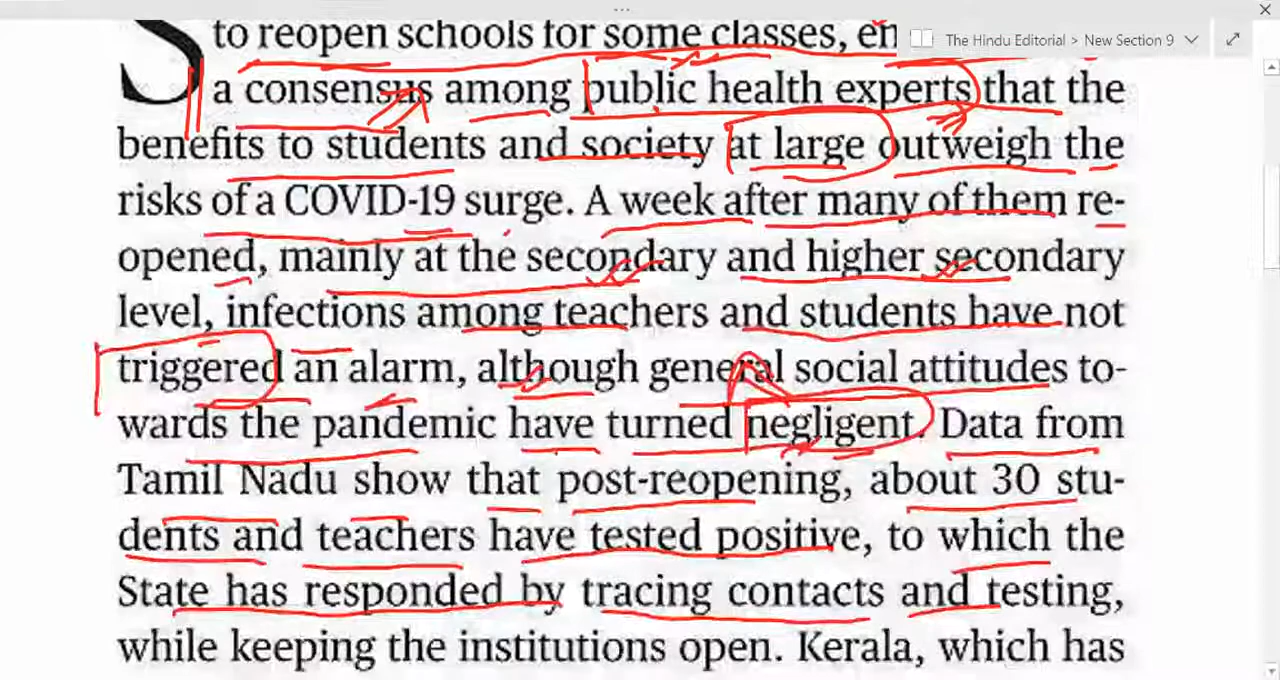 The Hindu Editorial > New Section 9
S to reopen schools for some classes, en
a consensus among public health experts that the
benefits to students and society at large outweigh the
risks of a COVID-19 surge. A week after many of them re-
opened, mainly at the secondary and higher secondary
level, infections among teachers and students have not
triggered an alarm, although general social attitudes to-
wards the pandemic have turned negligent. Data from
Tamil Nadu show that post-reopening, about 30 stu-
dents and teachers have tested positive, to which the
State has responded by tracing contacts and testing,
while keeping the institutions open. Kerala, which has